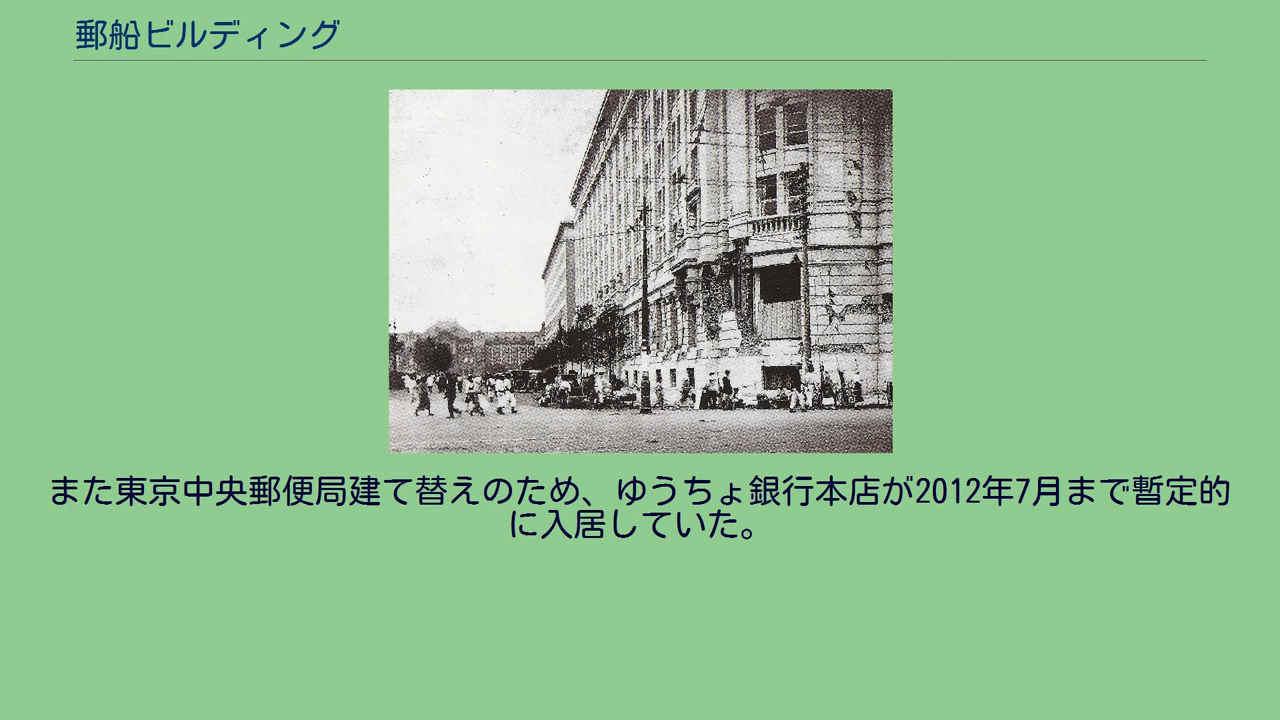 郵船ビルディング
また東京中央郵便局建て替えのため、ゆうちょ銀行本店が2012年7月まで暫定的
に入居していた。